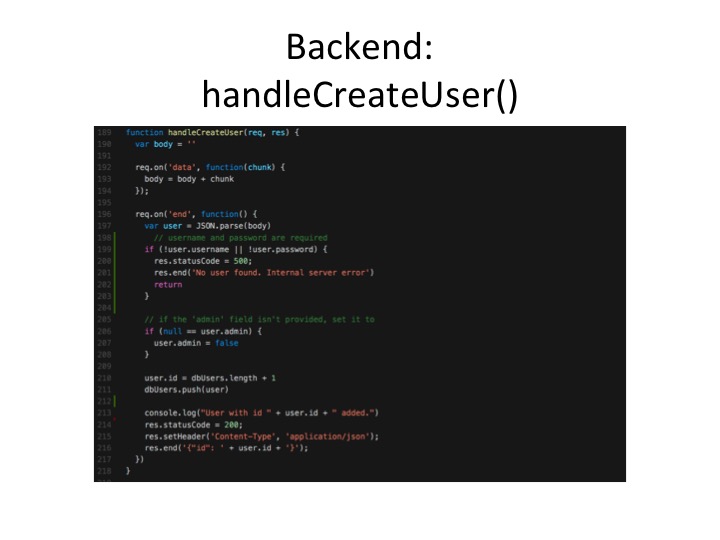 Backend:
handleCreateUser()
189 function handleCreateUser(req, res) {
190 var body = ''
191
192 req.on('data', function(chunk) {
193 body = body + chunk
194 });
195
196 req.on('end', function() {
197 var user = JSON.parse(body)
198 // username and password are required
199 if (!user.username || !user.password) {
200 res.statusCode = 500;
201 res.end('No user found. Internal server error')
202 return
203 }
204
205 // if the 'admin' field isn't provided, set it to
206 if (null == user.admin) {
207 user.admin = false
208 }
209
210 user.id = dbUsers.length + 1
211 dbUsers.push(user)
212
213 console.log("User with id " + user.id + " added.")
214 res.statusCode = 200;
215 res.setHeader('Content-Type', 'application/json');
216 res.end('{"id": ' + user.id + '}');
217 })
218 }